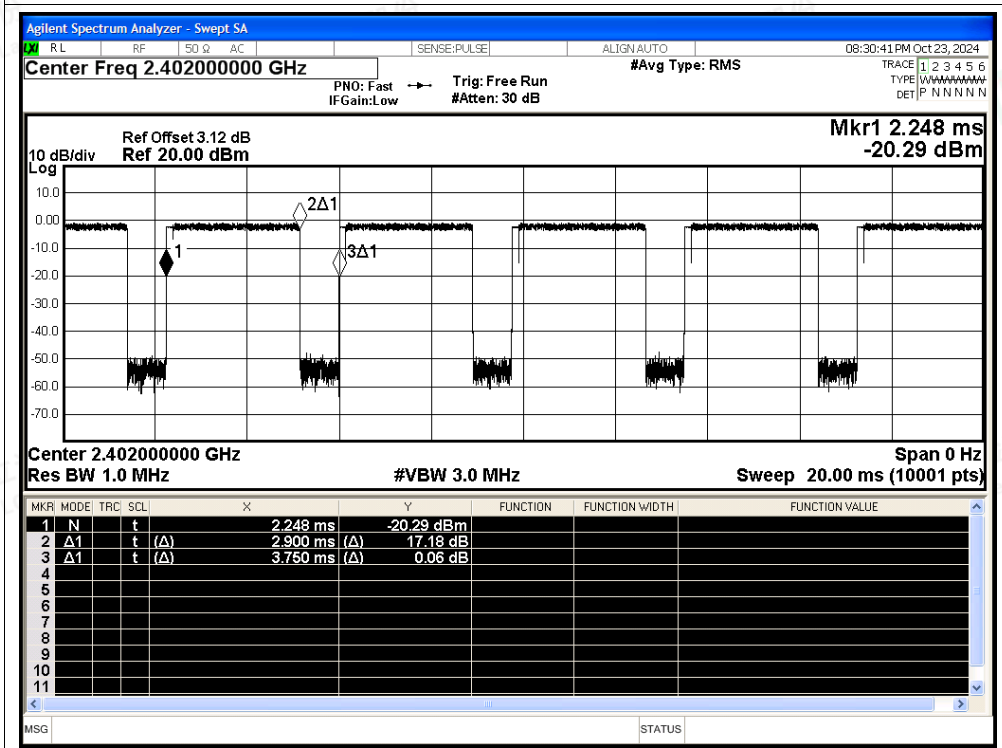 Agilent Spectrum Analyzer - Swept SA
LXI RL RF 50 Ω AC SENSE:PULSE ALIGN AUTO 08:30:41 PM Oct 23, 2024
Center Freq 2.402000000 GHz #Avg Type: RMS TRACE 1 2 3 4 5 6
PNO: Fast Trig: Free Run TYPE WWWWWW
IFGain:Low #Atten: 30 dB DET P N N N N N
Mkr1 2.248 ms
Ref Offset 3.12 dB
10 dB/div Ref 20.00 dBm -20.29 dBm
Log
10.0
2Δ1
0.00
-10.0
1
3Δ1
-20.0
-30.0
-40.0
-50.0
-60.0
-70.0
Center 2.402000000 GHz Span 0 Hz
Res BW 1.0 MHz #VBW 3.0 MHz Sweep 20.00 ms (10001 pts)
MKR MODE TRC SCL X Y FUNCTION FUNCTION WIDTH FUNCTION VALUE
1 N t 2.248 ms -20.29 dBm
2 Δ1 t (Δ) 2.900 ms (Δ) 17.18 dB
3 Δ1 t (Δ) 3.750 ms (Δ) 0.06 dB
4
5
6
7
8
9
10
11
MSG STATUS